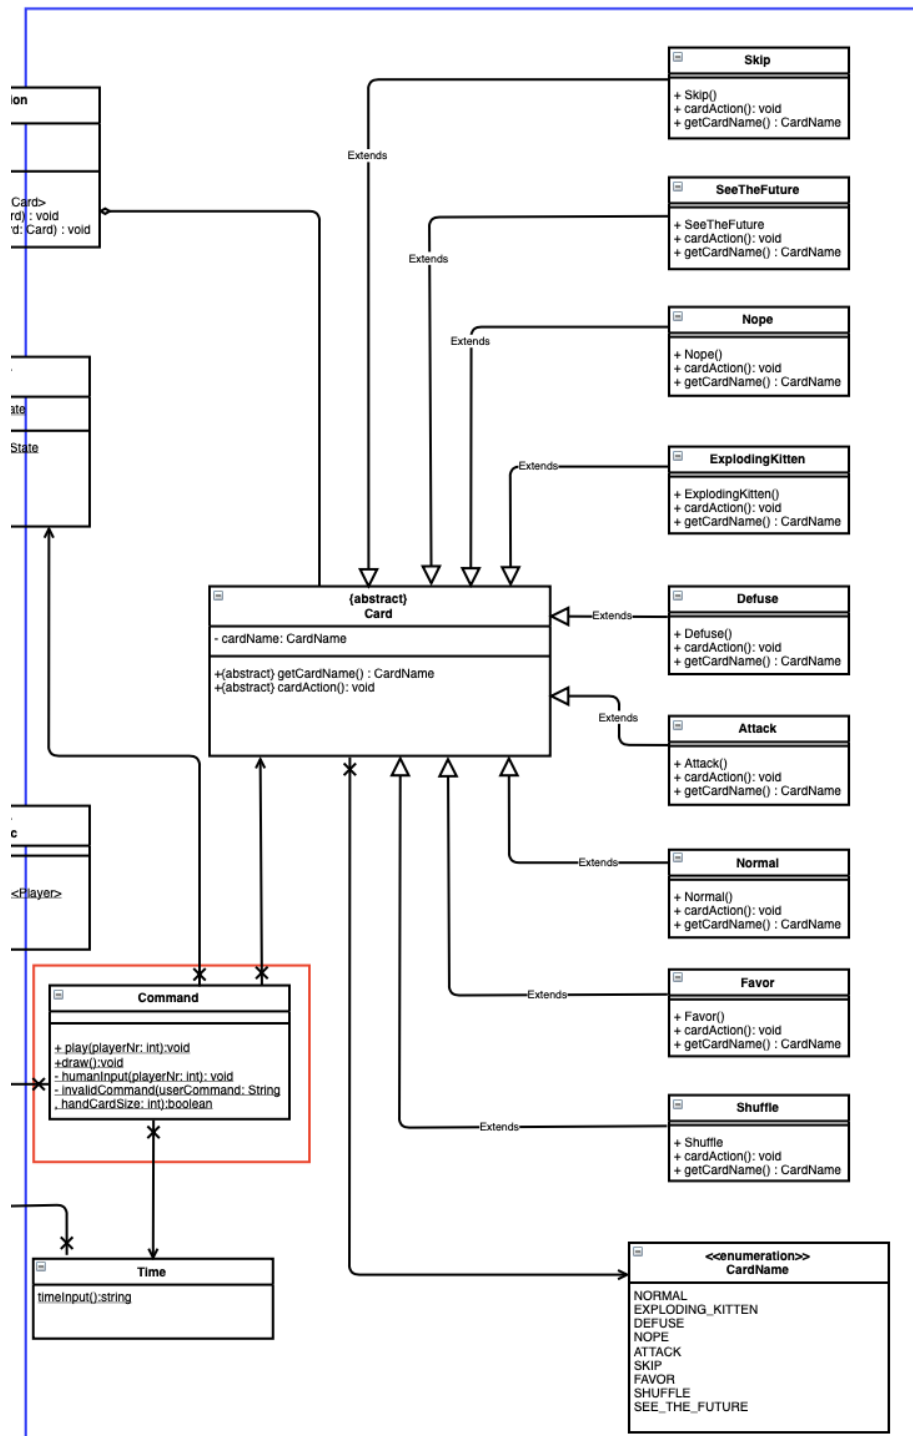 Skip
+ Skip()
+ cardAction(): void
+ getCardName() : CardName
Extends
SeeTheFuture
+ SeeTheFuture
+ cardAction(): void
+ getCardName() : CardName
Extends
Nope
+ Nope()
+ cardAction(): void
+ getCardName() : CardName
Extends
ExplodingKitten
+ ExplodingKitten()
+ cardAction(): void
+ getCardName() : CardName
Extends
ion
Card>
rd) : void
rd: Card) : void
ate
State
{abstract}
Card
- cardName: CardName
+{abstract} getCardName() : CardName
+{abstract} cardAction(): void
Extends
Defuse
+ Defuse()
+ cardAction(): void
+ getCardName() : CardName
Extends
Attack
+ Attack()
+ cardAction(): void
+ getCardName() : CardName
Extends
Normal
+ Normal()
+ cardAction(): void
+ getCardName() : CardName
c
<Player>
Extends
Favor
+ Favor()
+ cardAction(): void
+ getCardName() : CardName
Command
+ play(playerNr: int):void
+draw():void
- humanInput(playerNr: int): void
- invalidCommand(userCommand: String
, handCardSize: int):boolean
Extends
Shuffle
+ Shuffle
+ cardAction(): void
+ getCardName() : CardName
Time
timeInput():string
<<enumeration>>
CardName
NORMAL
EXPLODING_KITTEN
DEFUSE
NOPE
ATTACK
SKIP
FAVOR
SHUFFLE
SEE_THE_FUTURE